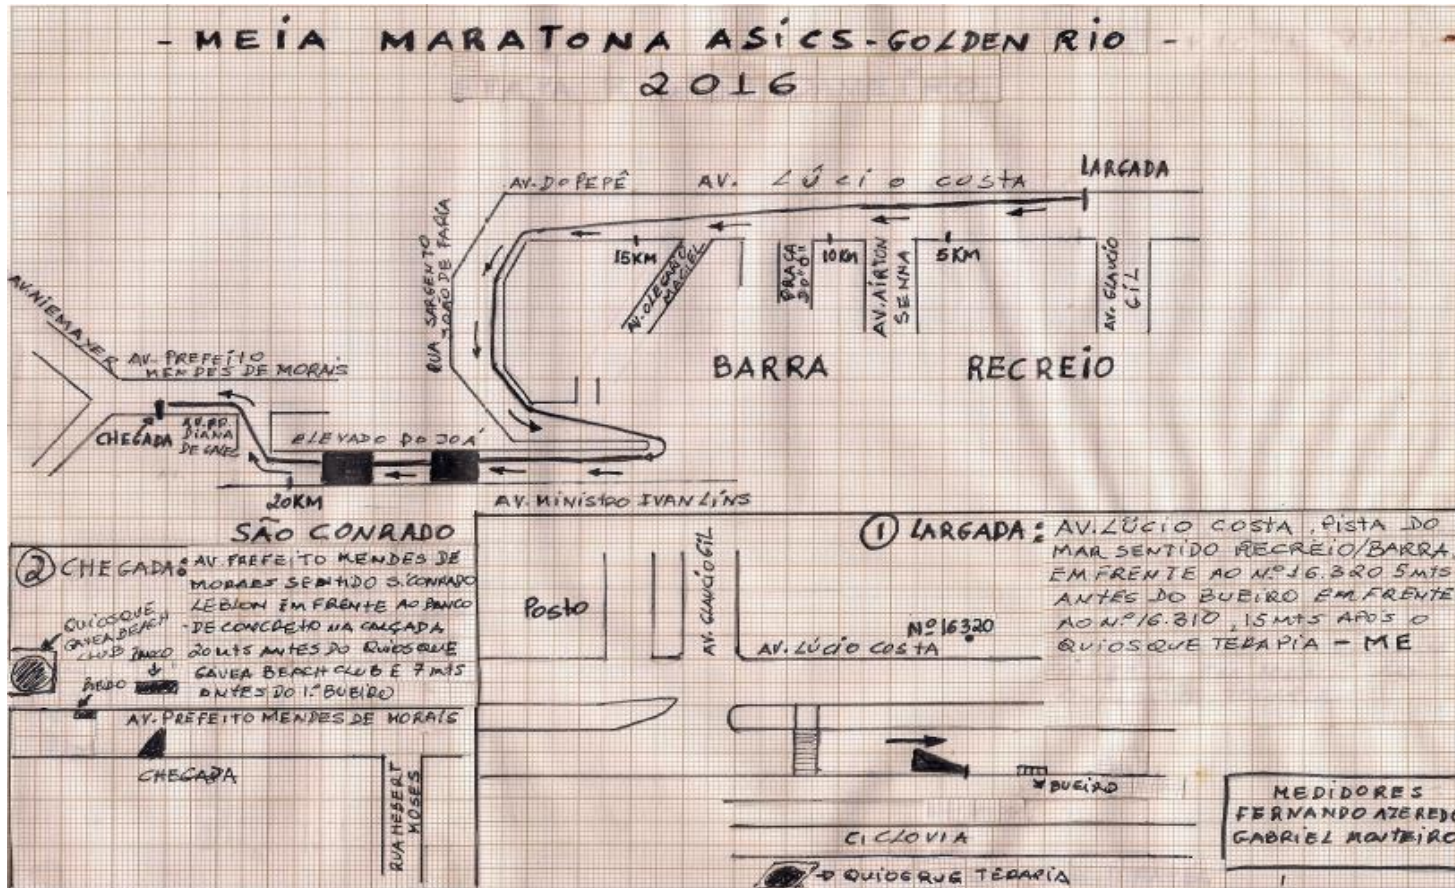 - MEIA MARATONA ASICS - GOLDEN RIO -
2016
LARGADA
AV. DO PEPÊ
AV. LÚCIO COSTA
RUA SARGENTO
JOÃO DE FARIA
15KM
10KM
5KM
AV. OLEGARIO
MACIEL
PRAÇA
DO "O"
AV. AIRTON
SENNA
AV. GLAUCIO
GIL
BARRA
RECREIO
AV. NIEMAYER
AV. PREFEITO
MENDES DE MORAIS
CHEGADA
DIANA
DE GALES
ELEVADO DO JOÁ
20KM
AV. MINISTRO IVAN LINS
SÃO CONRADO
② CHEGADA: AV PREFEITO MENDES DE
MORAES SENTIDO S. CONRADO
LEBLON EM FRENTE AO BANCO
DE CONCRETO NA CALÇADA
20 MTS ANTES DO QUIOSQUE
GAVEA BEACH CLUB E 7 MTS
ANTES DO 1º BUEIRO
QUIOSQUE
GAVEA BEACH
CLUB
BANCO
AV. PREFEITO MENDES DE MORAIS
CHEGADA
RUA HEBERT
MOSES
① LARGADA: AV. LÚCIO COSTA, PISTA DO
MAR SENTIDO RECREIO/BARRA
EM FRENTE AO Nº 16.320 5 MTS
ANTES DO BUEIRO EM FRENTE
AO Nº 16.310, 15 MTS APÓS O
QUIOSQUE TERAPIA - ME
POSTO
AV. GLAUCIO GIL
Nº 16320
AV. LÚCIO COSTA
BUEIRO
CICLOVIA
QUIOSQUE TERAPIA
MEDIDORES
FERNANDO AZEREDO
GABRIEL MONTEIRO